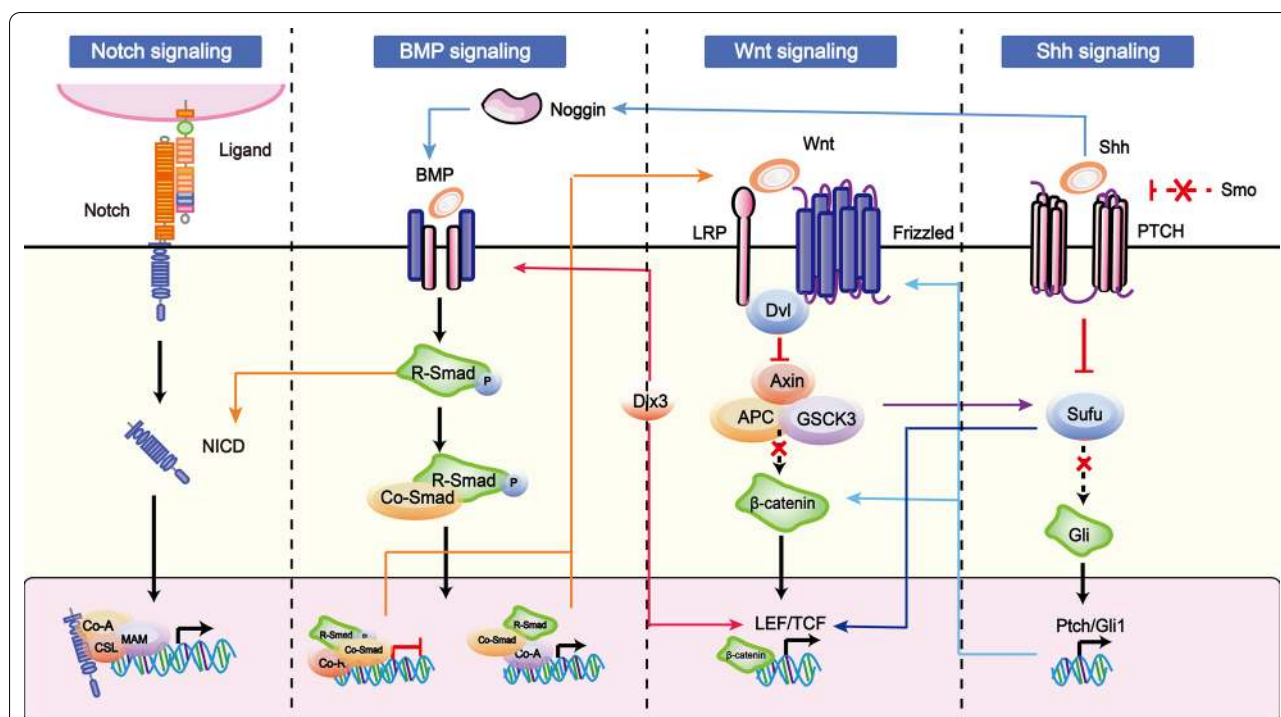 Notch signaling
BMP signaling
Wnt signaling
Shh signaling
Ligand
Notch
NICD
Co-A
MAM
CSL
Noggin
BMP
R-Smad
P
R-Smad
P
Co-Smad
R-Smad
P
Co-Smad
Co-R
R-Smad
Co-Smad
Co-A
Dlx3
Wnt
LRP
Frizzled
Dvl
Axin
APC
GSCK3
β-catenin
LEF/TCF
β-catenin
Shh
Smo
PTCH
Sufu
Gli
Ptch/Gli1